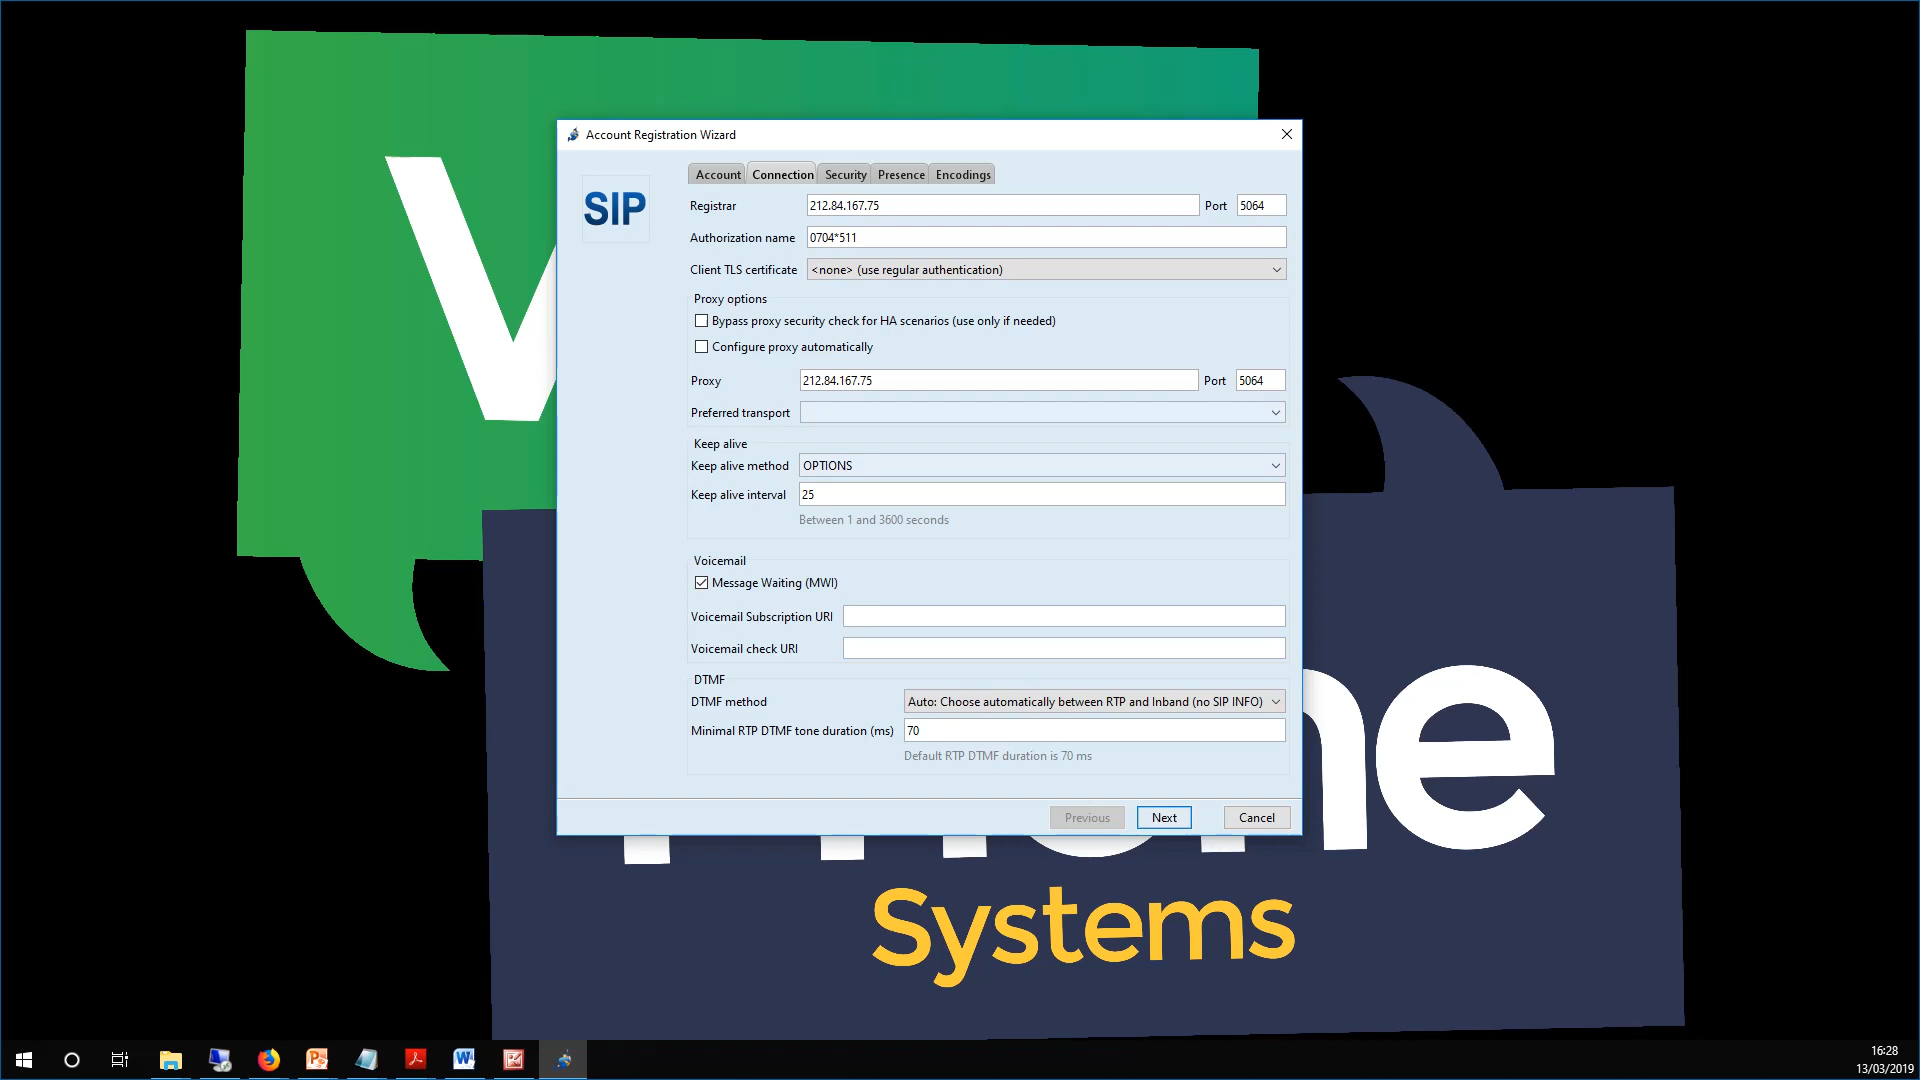 Account Registration Wizard
SIP
Account Connection Security Presence Encodings
Registrar 212.84.167.75 Port 5064
Authorization name 0704*511
Client TLS certificate <none> (use regular authentication)
Proxy options
Bypass proxy security check for HA scenarios (use only if needed)
Configure proxy automatically
Proxy 212.84.167.75 Port 5064
Preferred transport
Keep alive
Keep alive method OPTIONS
Keep alive interval 25
Between 1 and 3600 seconds
Voicemail
Message Waiting (MWI)
Voicemail Subscription URI
Voicemail check URI
DTMF
DTMF method Auto: Choose automatically between RTP and Inband (no SIP INFO)
Minimal RTP DTMF tone duration (ms) 70
Default RTP DTMF duration is 70 ms
Previous Next Cancel
Systems
16:28
13/03/2019